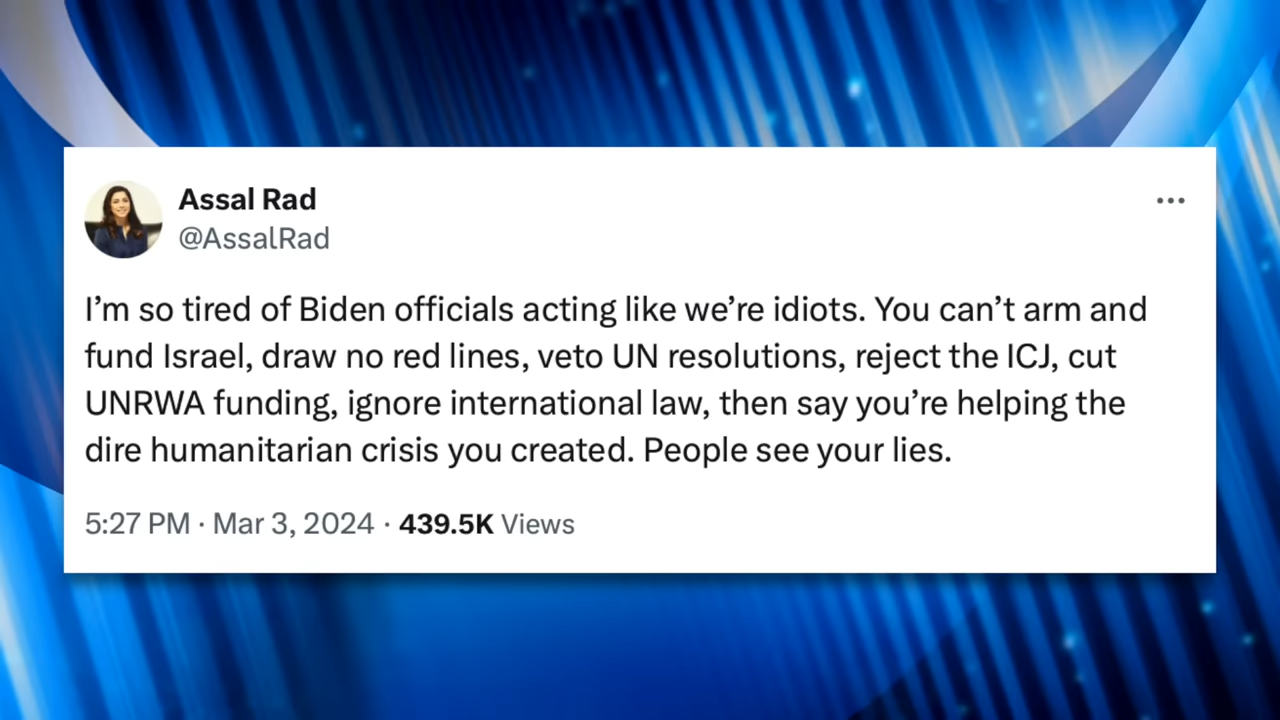 Assal Rad
@AssalRad
I’m so tired of Biden officials acting like we’re idiots. You can’t arm and
fund Israel, draw no red lines, veto UN resolutions, reject the ICJ, cut
UNRWA funding, ignore international law, then say you’re helping the
dire humanitarian crisis you created. People see your lies.
5:27 PM · Mar 3, 2024 · 439.5K Views